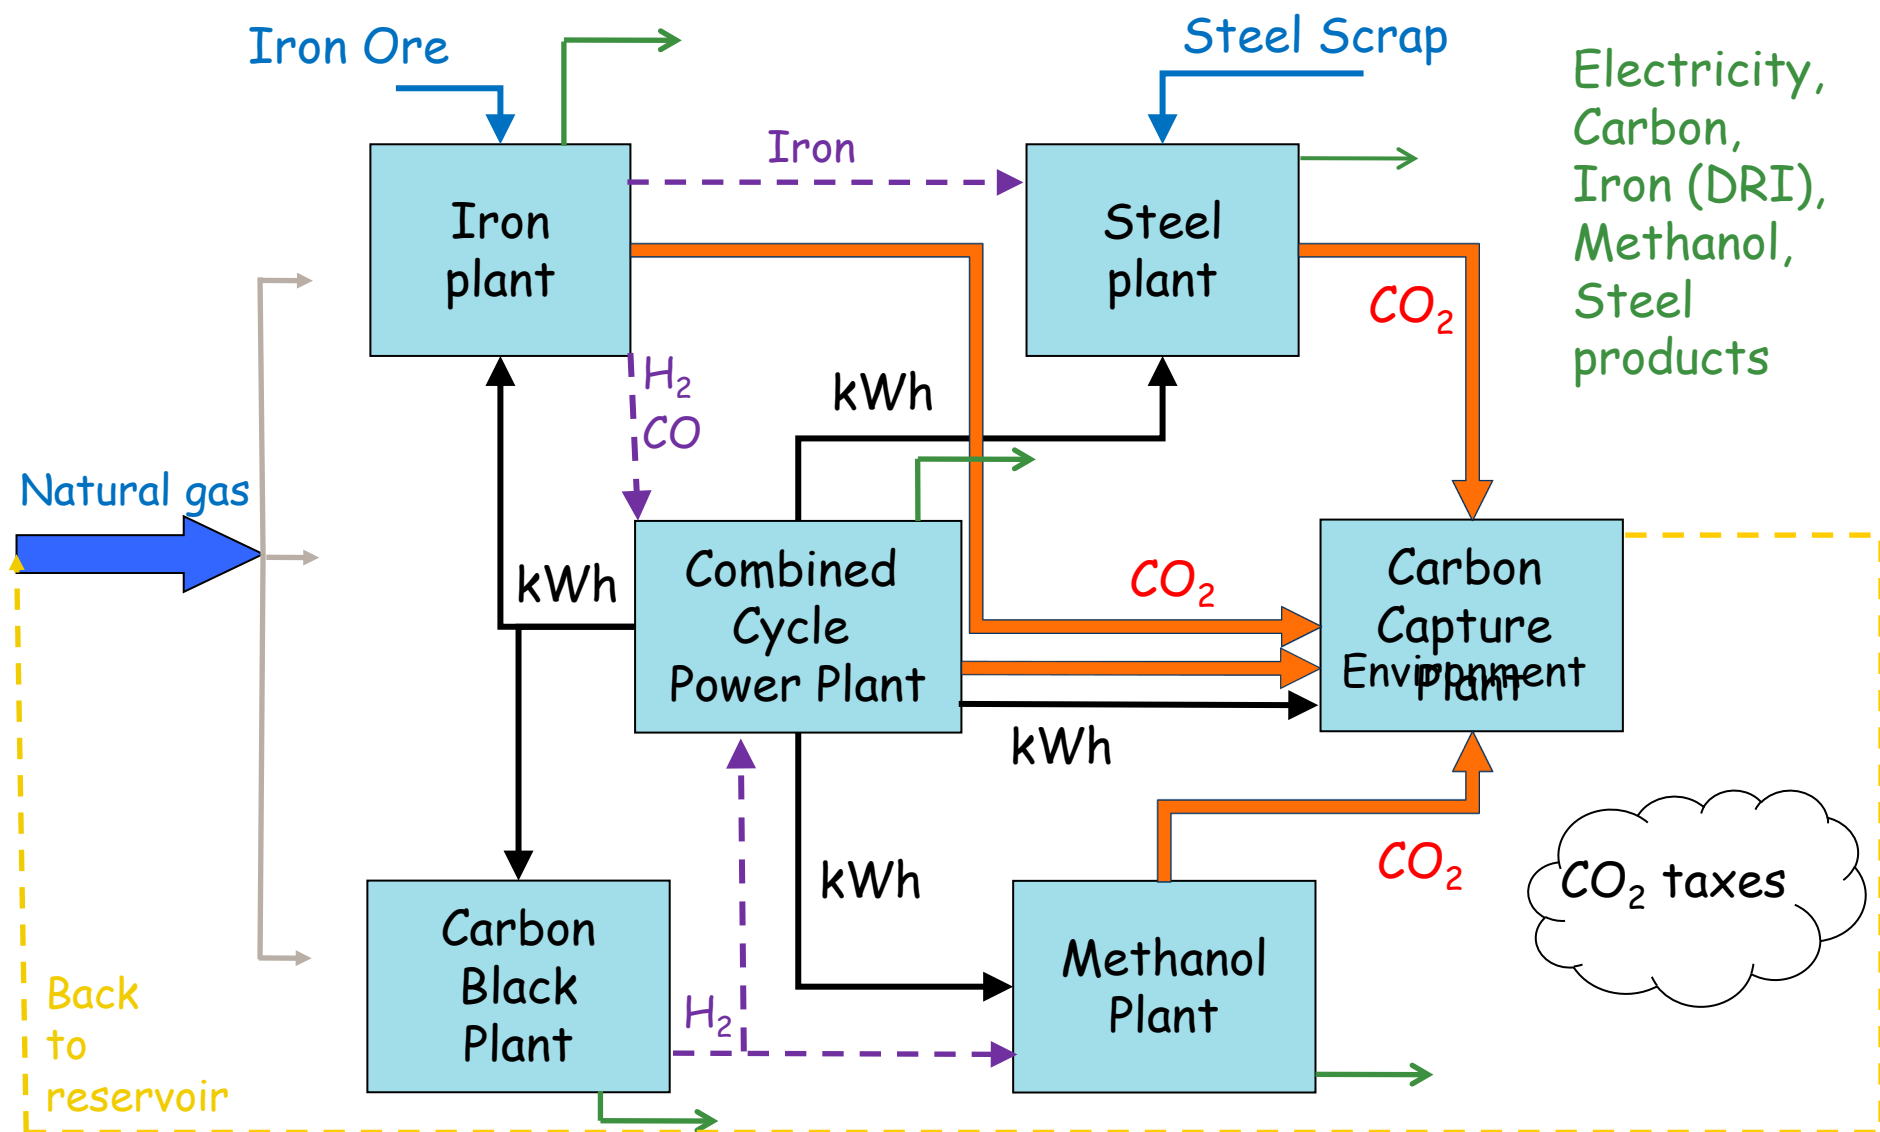 Iron Ore
Steel Scrap
Electricity,
Carbon,
Iron (DRI),
Methanol,
Steel
products
Iron
Iron
plant
Steel
plant
CO₂
H₂
CO
kWh
Natural gas
kWh
Combined
Cycle
Power Plant
CO₂
Carbon
Capture
Plant
Environment
kWh
kWh
CO₂
CO₂ taxes
Carbon
Black
Plant
H₂
Methanol
Plant
Back
to
reservoir